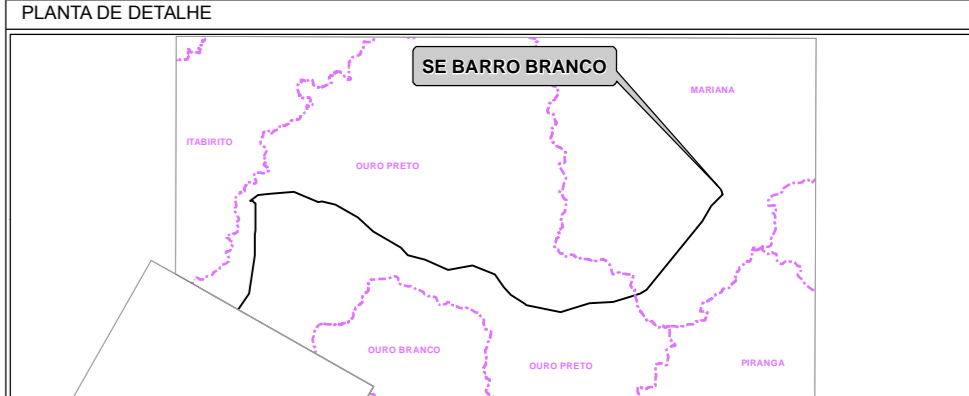 PLANTA DE DETALHE
SE BARRO BRANCO
MARIANA
ITABIRITO
OURO PRETO
OURO BRANCO
OURO PRETO
PIRANGA